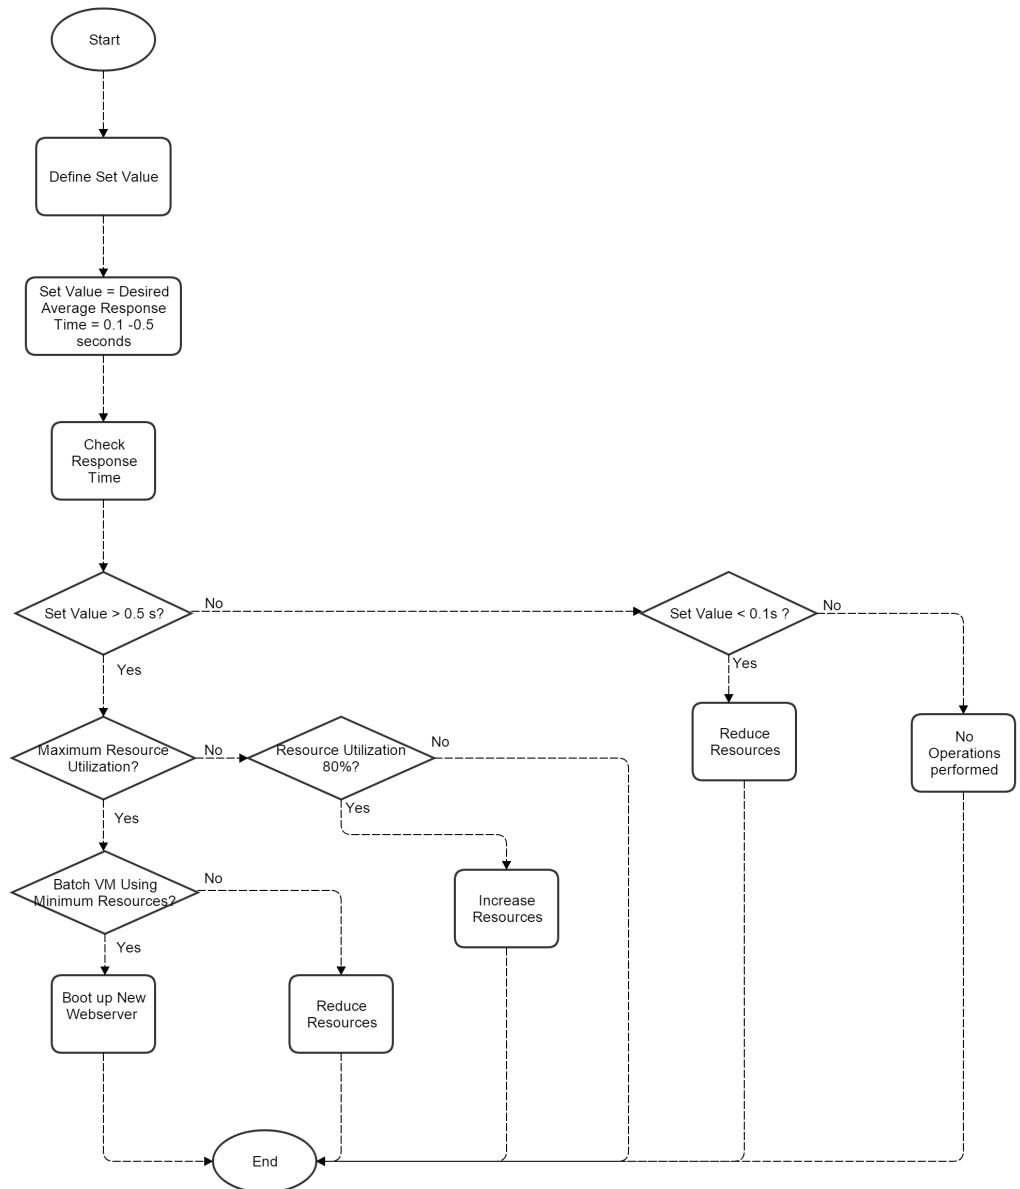 Start
Define Set Value
Set Value = Desired
Average Response
Time = 0.1 -0.5
seconds
Check
Response
Time
Set Value > 0.5 s?
No
Set Value < 0.1s ?
No
Yes
Yes
Reduce
Resources
No
Operations
performed
Maximum Resource
Utilization?
No
Resource Utilization
80%?
No
Yes
Yes
Increase
Resources
Batch VM Using
Minimum Resources?
No
Yes
Boot up New
Webserver
Reduce
Resources
End